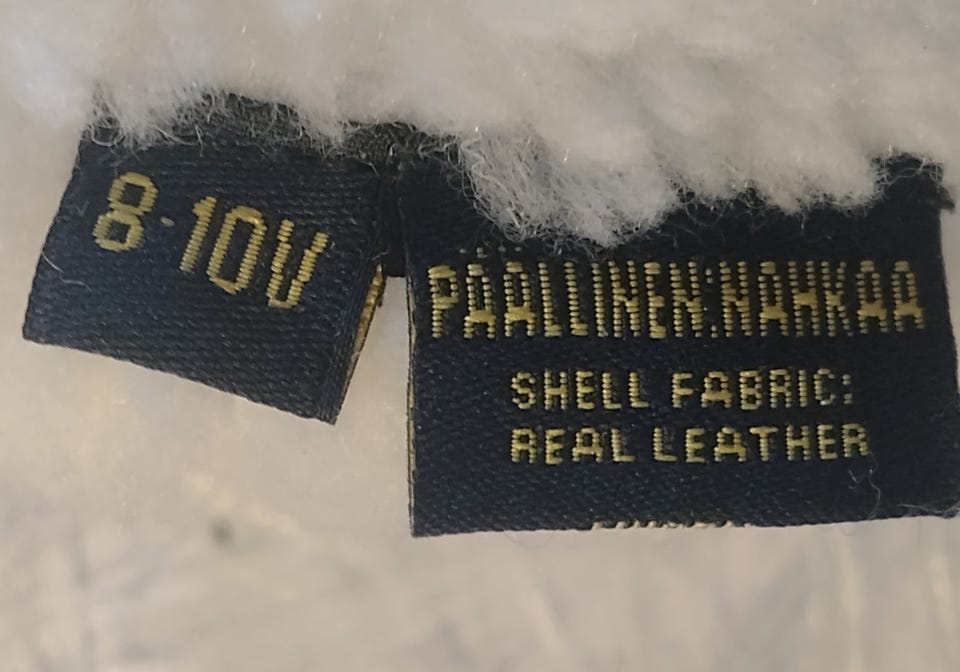 8-10V
PÄÄLLINEN:NAHKAA
SHELL FABRIC:
REAL LEATHER